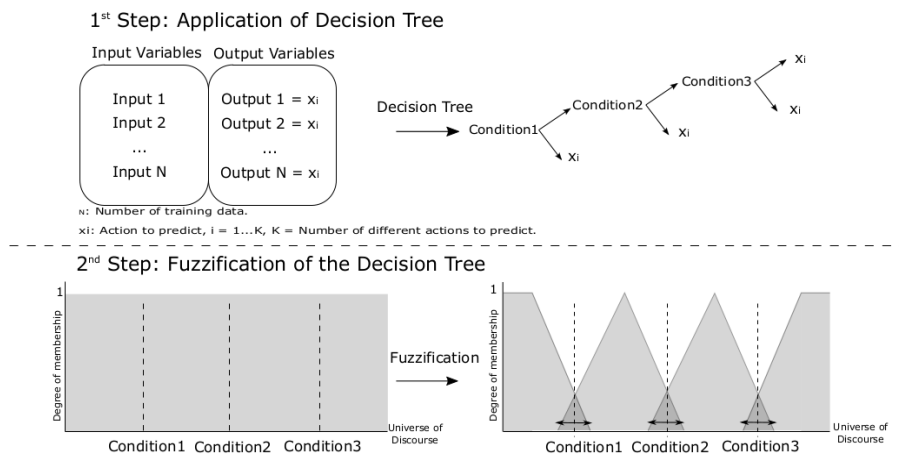 1st Step: Application of Decision Tree
Input Variables Output Variables
Input 1 Output 1 = xi
Input 2 Output 2 = xi
... ...
Input N Output N = xi
Decision Tree
Condition1
Condition2
Condition3
xi
xi
xi
xi
N: Number of training data.
xi: Action to predict, i = 1...K, K = Number of different actions to predict.
2nd Step: Fuzzification of the Decision Tree
1
Degree of membership
Condition1 Condition2 Condition3
Universe of
Discourse
Fuzzification
1
Degree of membership
Condition1 Condition2 Condition3
Universe of
Discourse